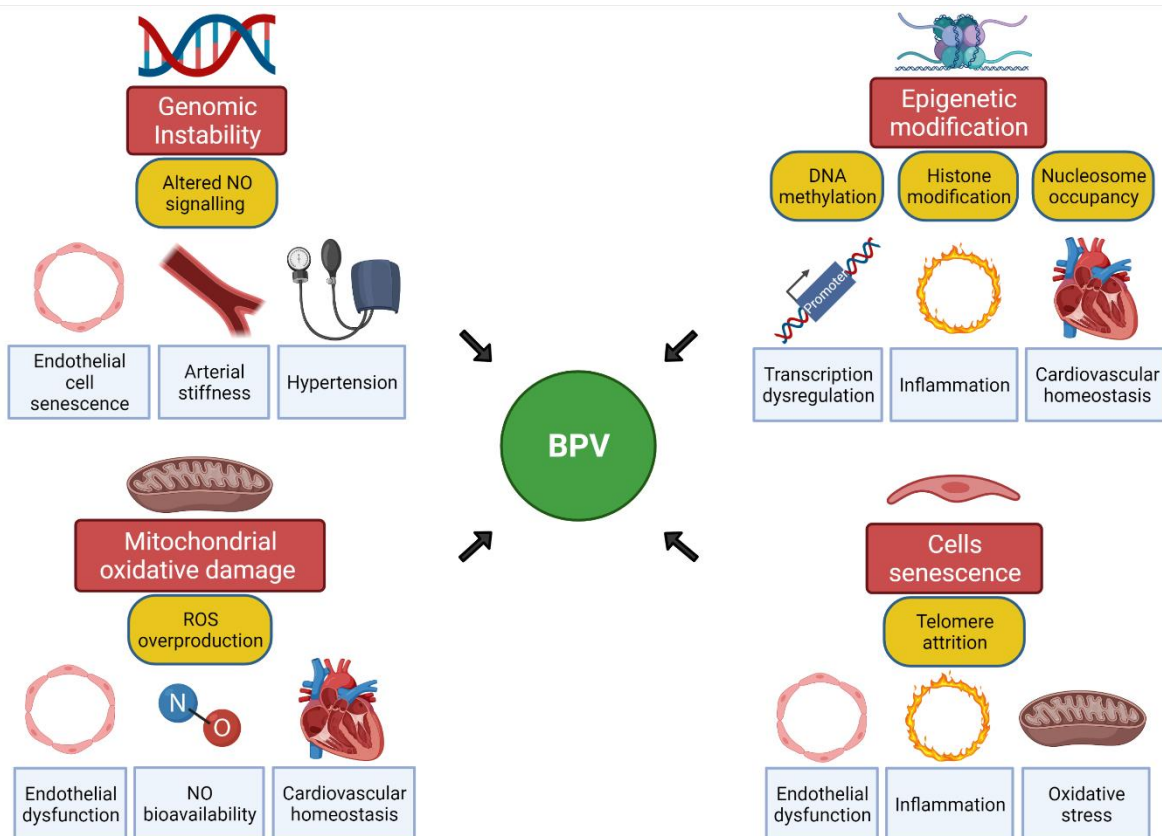 Genomic
Instability
Altered NO
signalling
Endothelial
cell
senescence
Arterial
stiffness
Hypertension
Epigenetic
modification
DNA
methylation
Histone
modification
Nucleosome
occupancy
Promoter
Transcription
dysregulation
Inflammation
Cardiovascular
homeostasis
BPV
Mitochondrial
oxidative damage
ROS
overproduction
N
O
Endothelial
dysfunction
NO
bioavailability
Cardiovascular
homeostasis
Cells
senescence
Telomere
attrition
Endothelial
dysfunction
Inflammation
Oxidative
stress